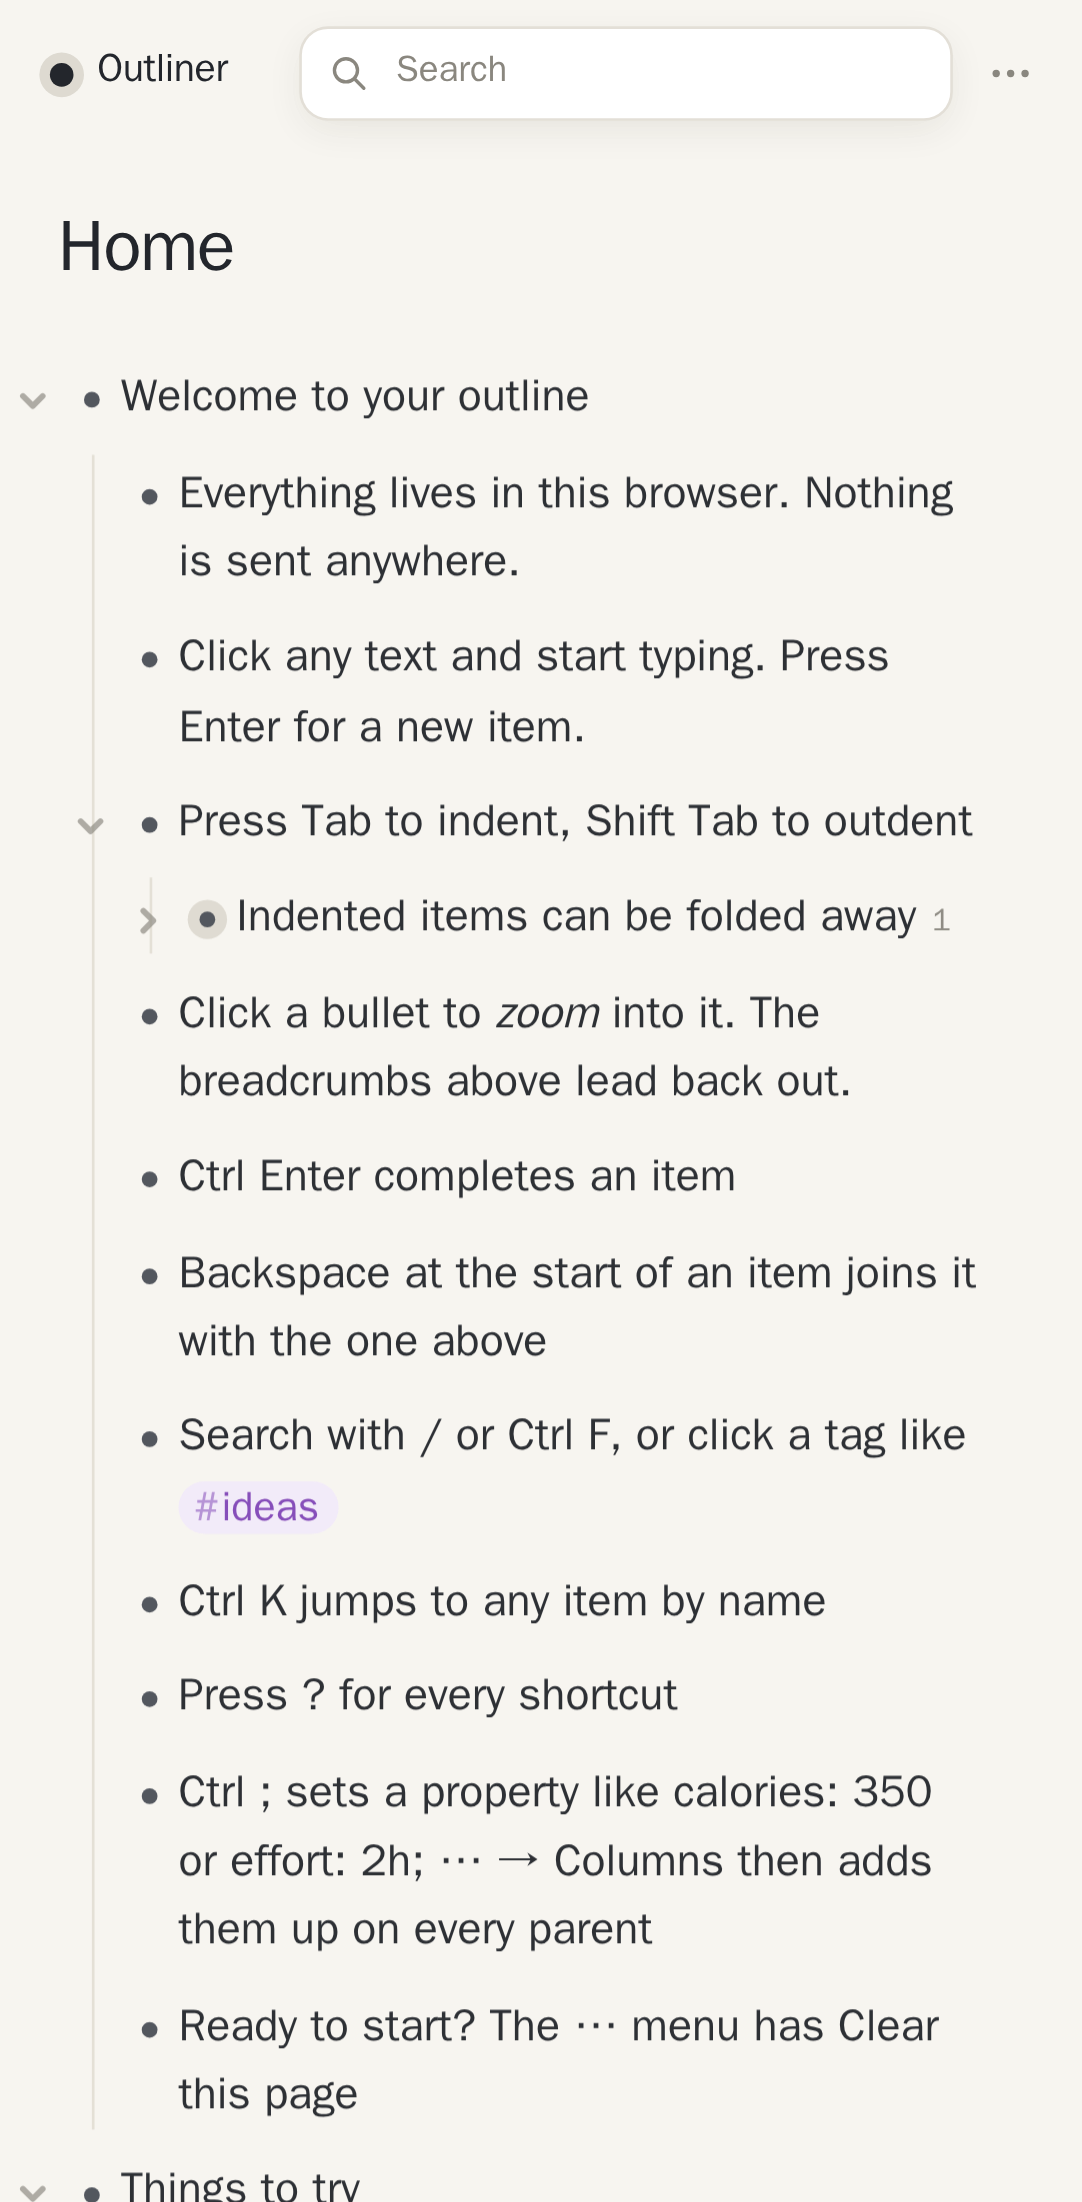 Outliner
Search
Home
Welcome to your outline
Everything lives in this browser. Nothing
is sent anywhere.
Click any text and start typing. Press
Enter for a new item.
Press Tab to indent, Shift Tab to outdent
Indented items can be folded away 1
Click a bullet to zoom into it. The
breadcrumbs above lead back out.
Ctrl Enter completes an item
Backspace at the start of an item joins it
with the one above
Search with / or Ctrl F, or click a tag like
#ideas
Ctrl K jumps to any item by name
Press ? for every shortcut
Ctrl ; sets a property like calories: 350
or effort: 2h; ⋯ → Columns then adds
them up on every parent
Ready to start? The ⋯ menu has Clear
this page
Things to try